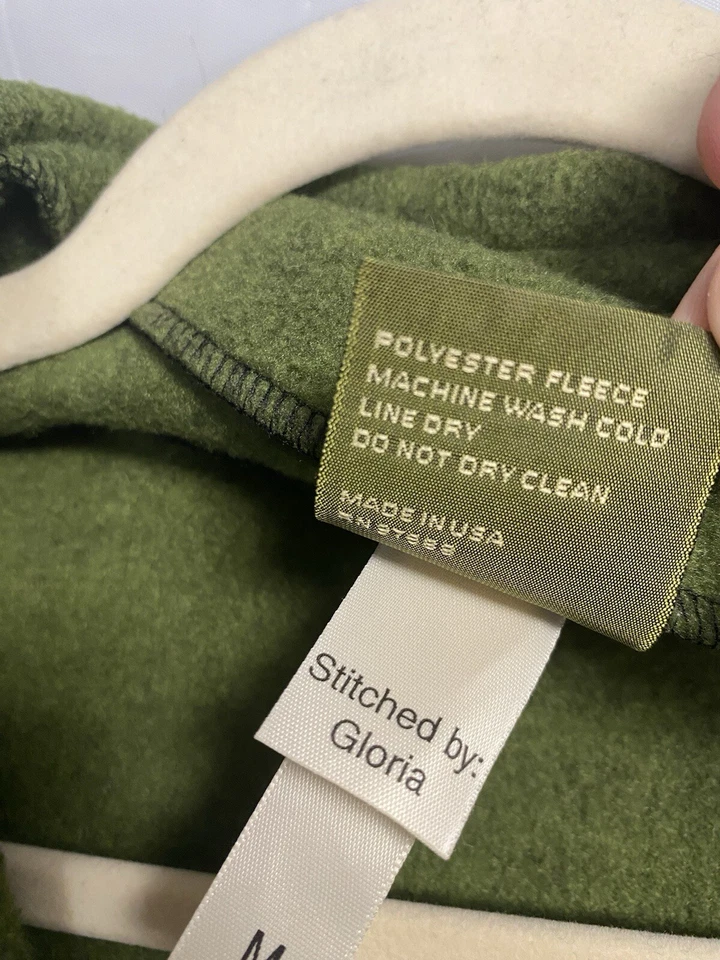 POLYESTER FLEECE
MACHINE WASH COLD
LINE DRY
DO NOT DRY CLEAN
MADE IN USA
Stitched by:
Gloria
M